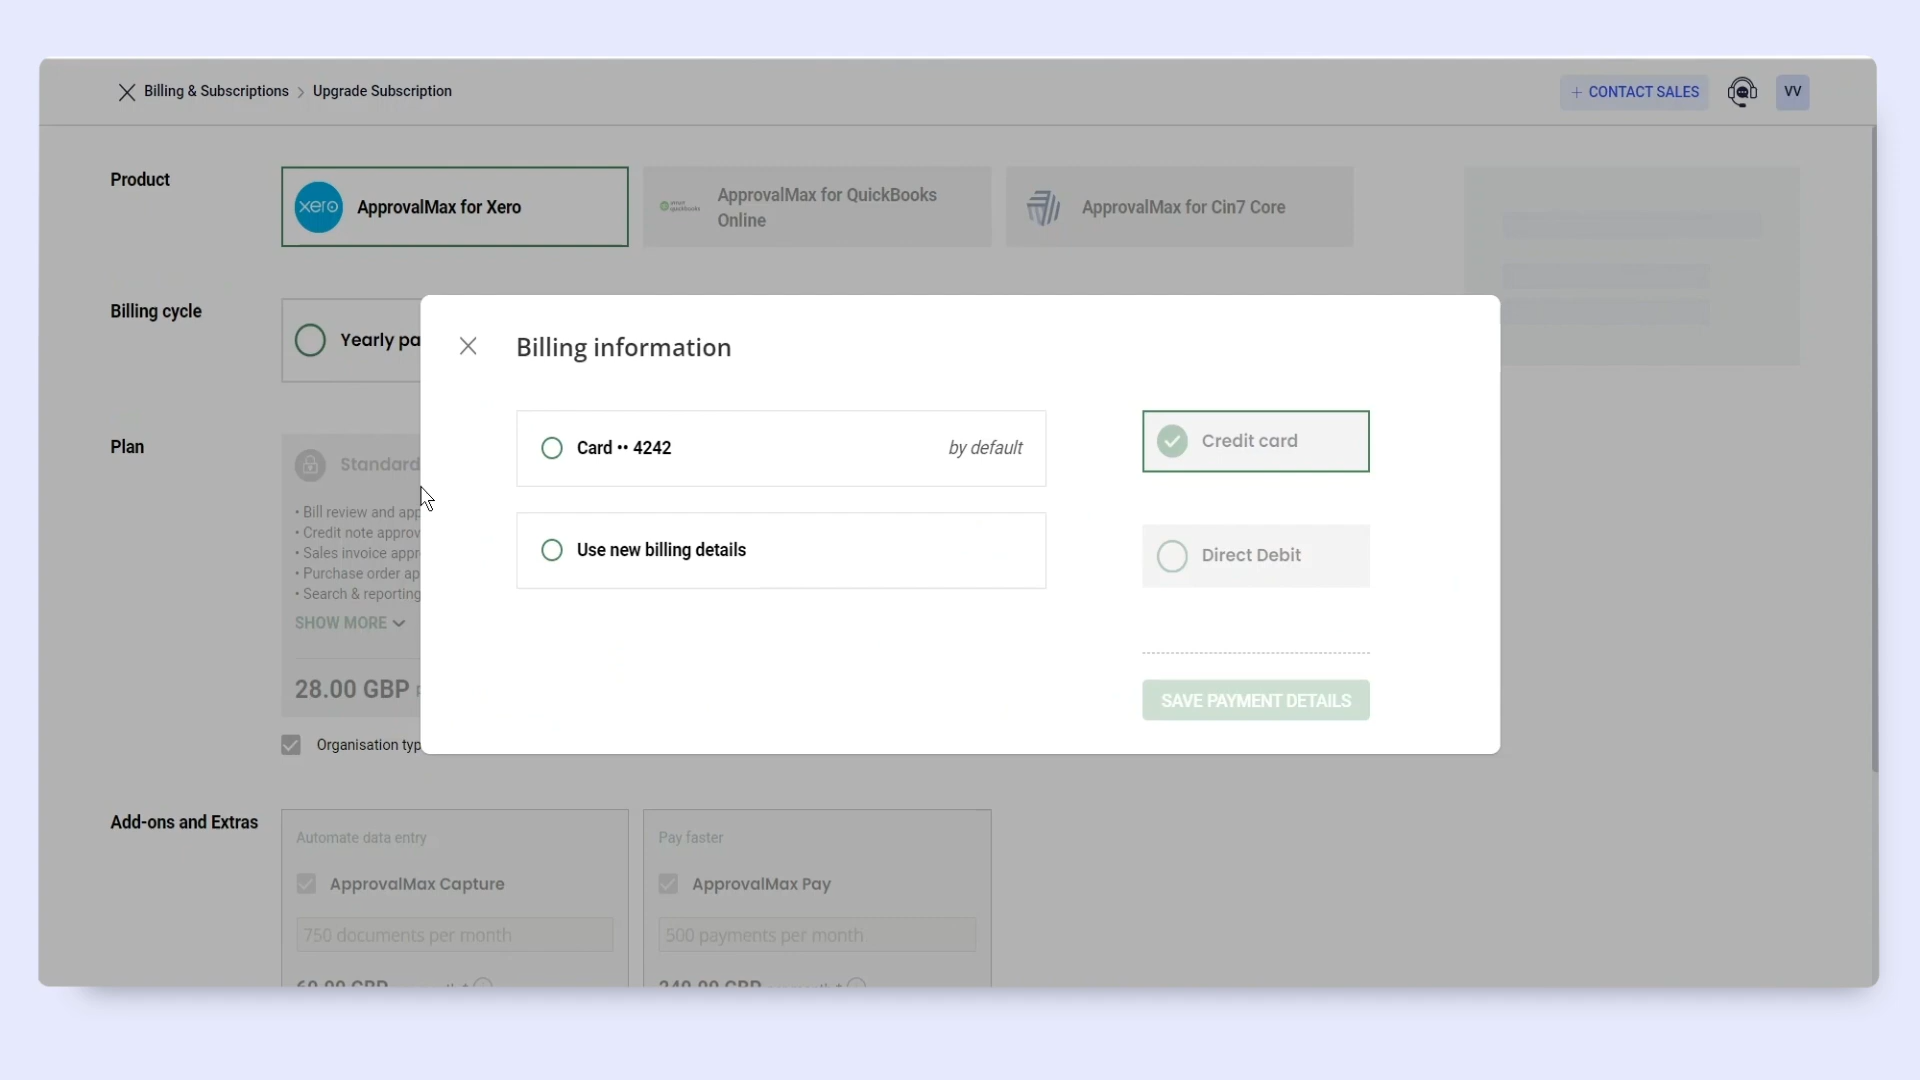 Billing & Subscriptions > Upgrade Subscription
+ CONTACT SALES
VV
Product
xero
ApprovalMax for Xero
ApprovalMax for QuickBooks
Online
ApprovalMax for Cin7 Core
Billing cycle
Yearly pa
Billing information
Card •• 4242
by default
Credit card
Use new billing details
Direct Debit
SAVE PAYMENT DETAILS
Plan
Standard
• Bill review and app
• Credit note approv
• Sales invoice appr
• Purchase order ap
• Search & reporting
SHOW MORE
28.00 GBP
Organisation typ
Add-ons and Extras
Automate data entry
ApprovalMax Capture
750 documents per month
Pay faster
ApprovalMax Pay
500 payments per month